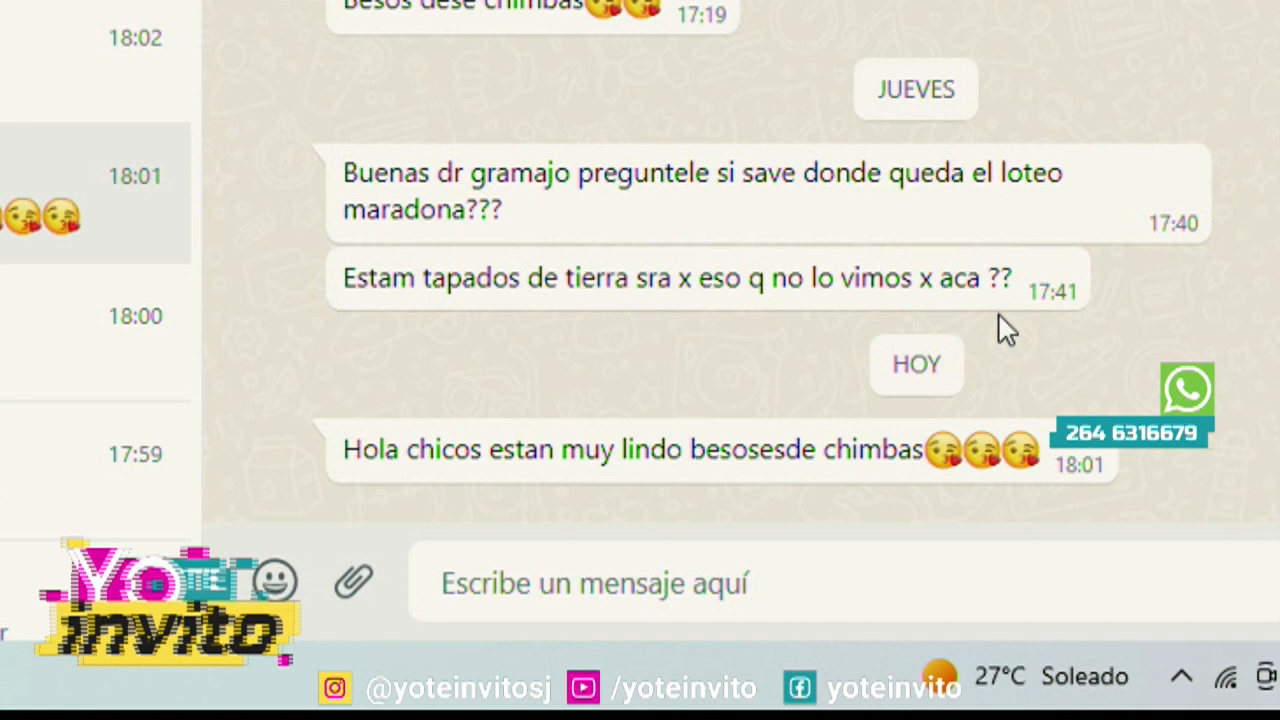 18:02
18:01
18:00
17:59
Besos dese chimbas😘😘 17:19
JUEVES
Buenas dr gramajo preguntele si save donde queda el loteo
maradona???
17:40
Estam tapados de tierra sra x eso q no lo vimos x aca ?? 17:41
HOY
Hola chicos estan muy lindo besosesde chimbas😘😘😘 18:01
264 6316679
Escribe un mensaje aquí
YO TE
invito
@yoteinvitosj /yoteinvito yoteinvito
27°C Soleado